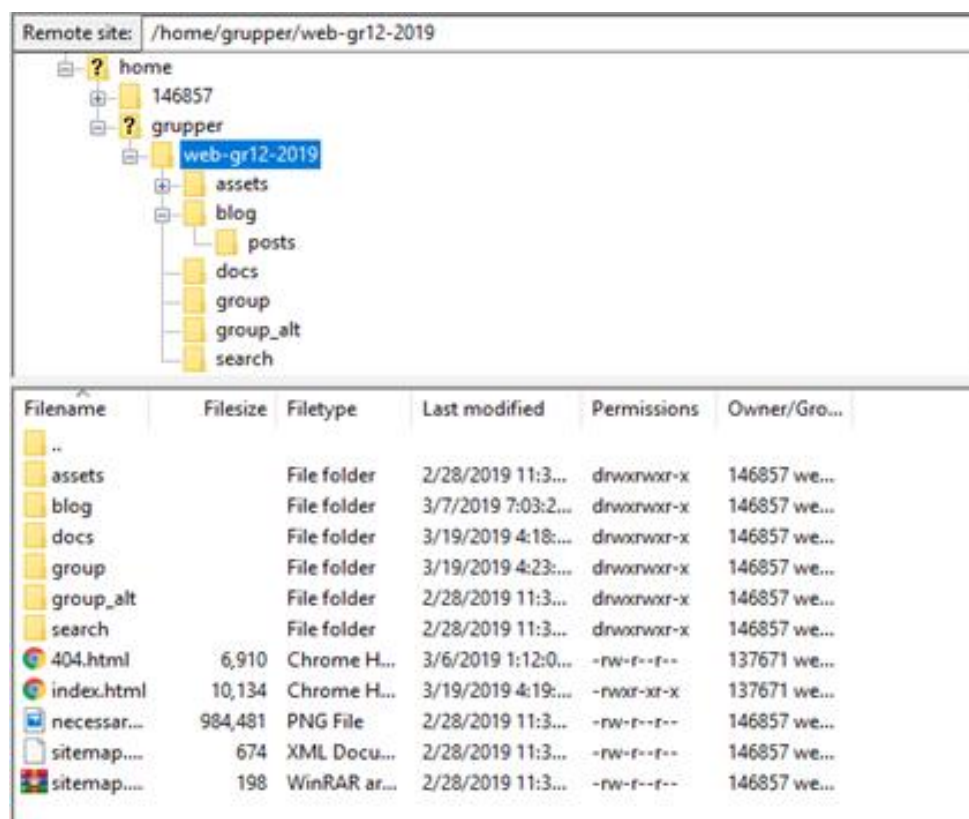 Remote site: /home/grupper/web-gr12-2019
? home
146857
? grupper
web-gr12-2019
assets
blog
posts
docs
group
group_alt
search
Filename Filesize Filetype Last modified Permissions Owner/Gro...
..
assets File folder 2/28/2019 11:3... drwxrwxr-x 146857 we...
blog File folder 3/7/2019 7:03:2... drwxrwxr-x 146857 we...
docs File folder 3/19/2019 4:18:... drwxrwxr-x 146857 we...
group File folder 3/19/2019 4:23:... drwxrwxr-x 146857 we...
group_alt File folder 2/28/2019 11:3... drwxrwxr-x 146857 we...
search File folder 2/28/2019 11:3... drwxrwxr-x 146857 we...
404.html 6,910 Chrome H... 3/6/2019 1:12:0... -rw-r--r-- 137671 we...
index.html 10,134 Chrome H... 3/19/2019 4:19:... -rwxr-xr-x 137671 we...
necessar... 984,481 PNG File 2/28/2019 11:3... -rw-r--r-- 146857 we...
sitemap.... 674 XML Docu... 2/28/2019 11:3... -rw-r--r-- 146857 we...
sitemap.... 198 WinRAR ar... 2/28/2019 11:3... -rw-r--r-- 146857 we...